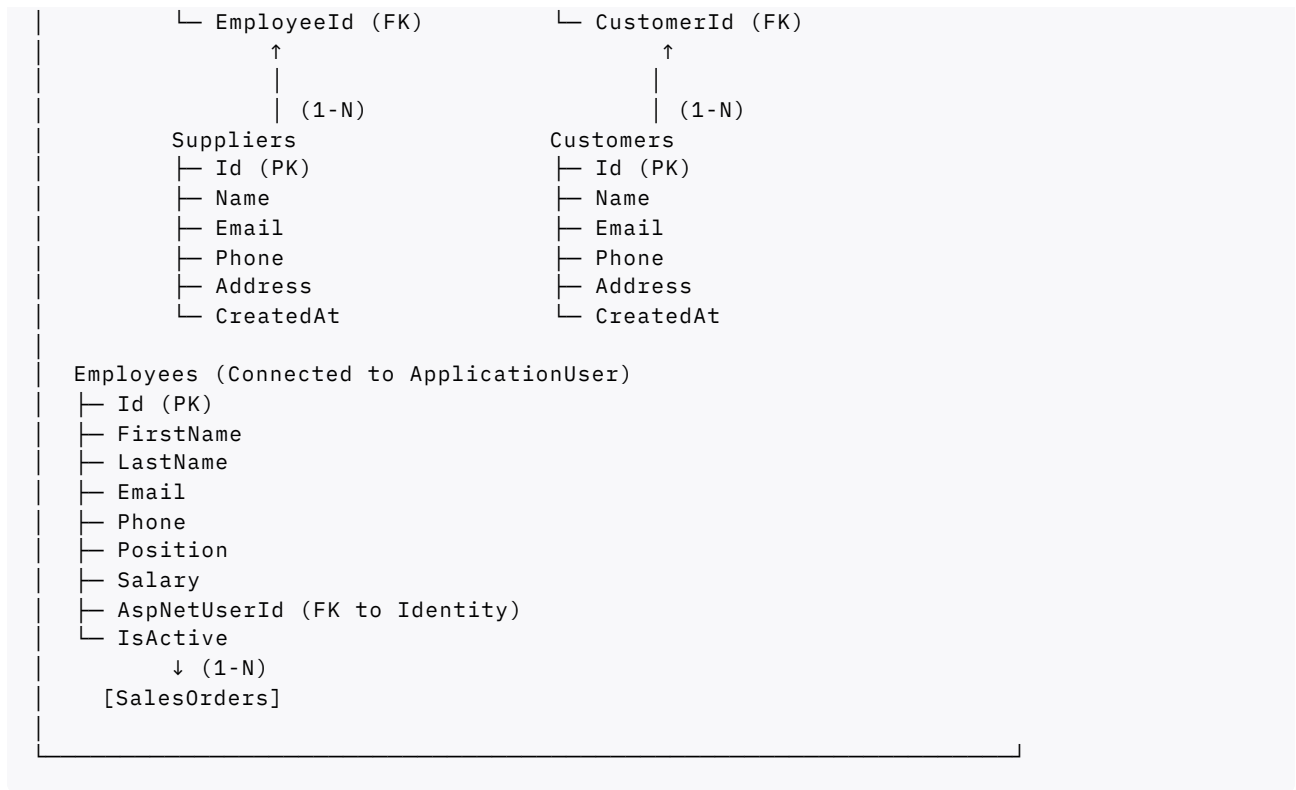 │         └─ EmployeeId (FK)         └─ CustomerId (FK)
│                ↑                          ↑
│                │                         │
│                │ (1-N)                   │ (1-N)
│         Suppliers                 Customers
│         ├─ Id (PK)                ├─ Id (PK)
│         ├─ Name                   ├─ Name
│         ├─ Email                  ├─ Email
│         ├─ Phone                  ├─ Phone
│         ├─ Address                ├─ Address
│         └─ CreatedAt              └─ CreatedAt
│
│  Employees (Connected to ApplicationUser)
│  ├─ Id (PK)
│  ├─ FirstName
│  ├─ LastName
│  ├─ Email
│  ├─ Phone
│  ├─ Position
│  ├─ Salary
│  ├─ AspNetUserId (FK to Identity)
│  └─ IsActive
│         ↓ (1-N)
│    [SalesOrders]
│
└──────────────────────────────────────────────────────────────────┘